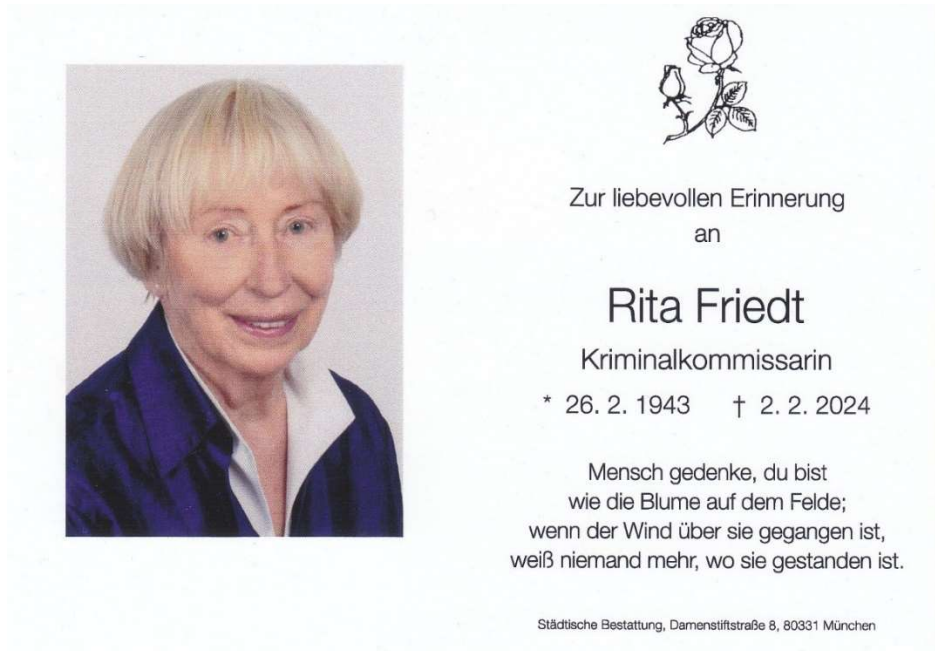 Zur liebevollen Erinnerung
an
Rita Friedt
Kriminalkommissarin
* 26. 2. 1943 † 2. 2. 2024
Mensch gedenke, du bist
wie die Blume auf dem Felde;
wenn der Wind über sie gegangen ist,
weiß niemand mehr, wo sie gestanden ist.
Städtische Bestattung, Damenstiftstraße 8, 80331 München